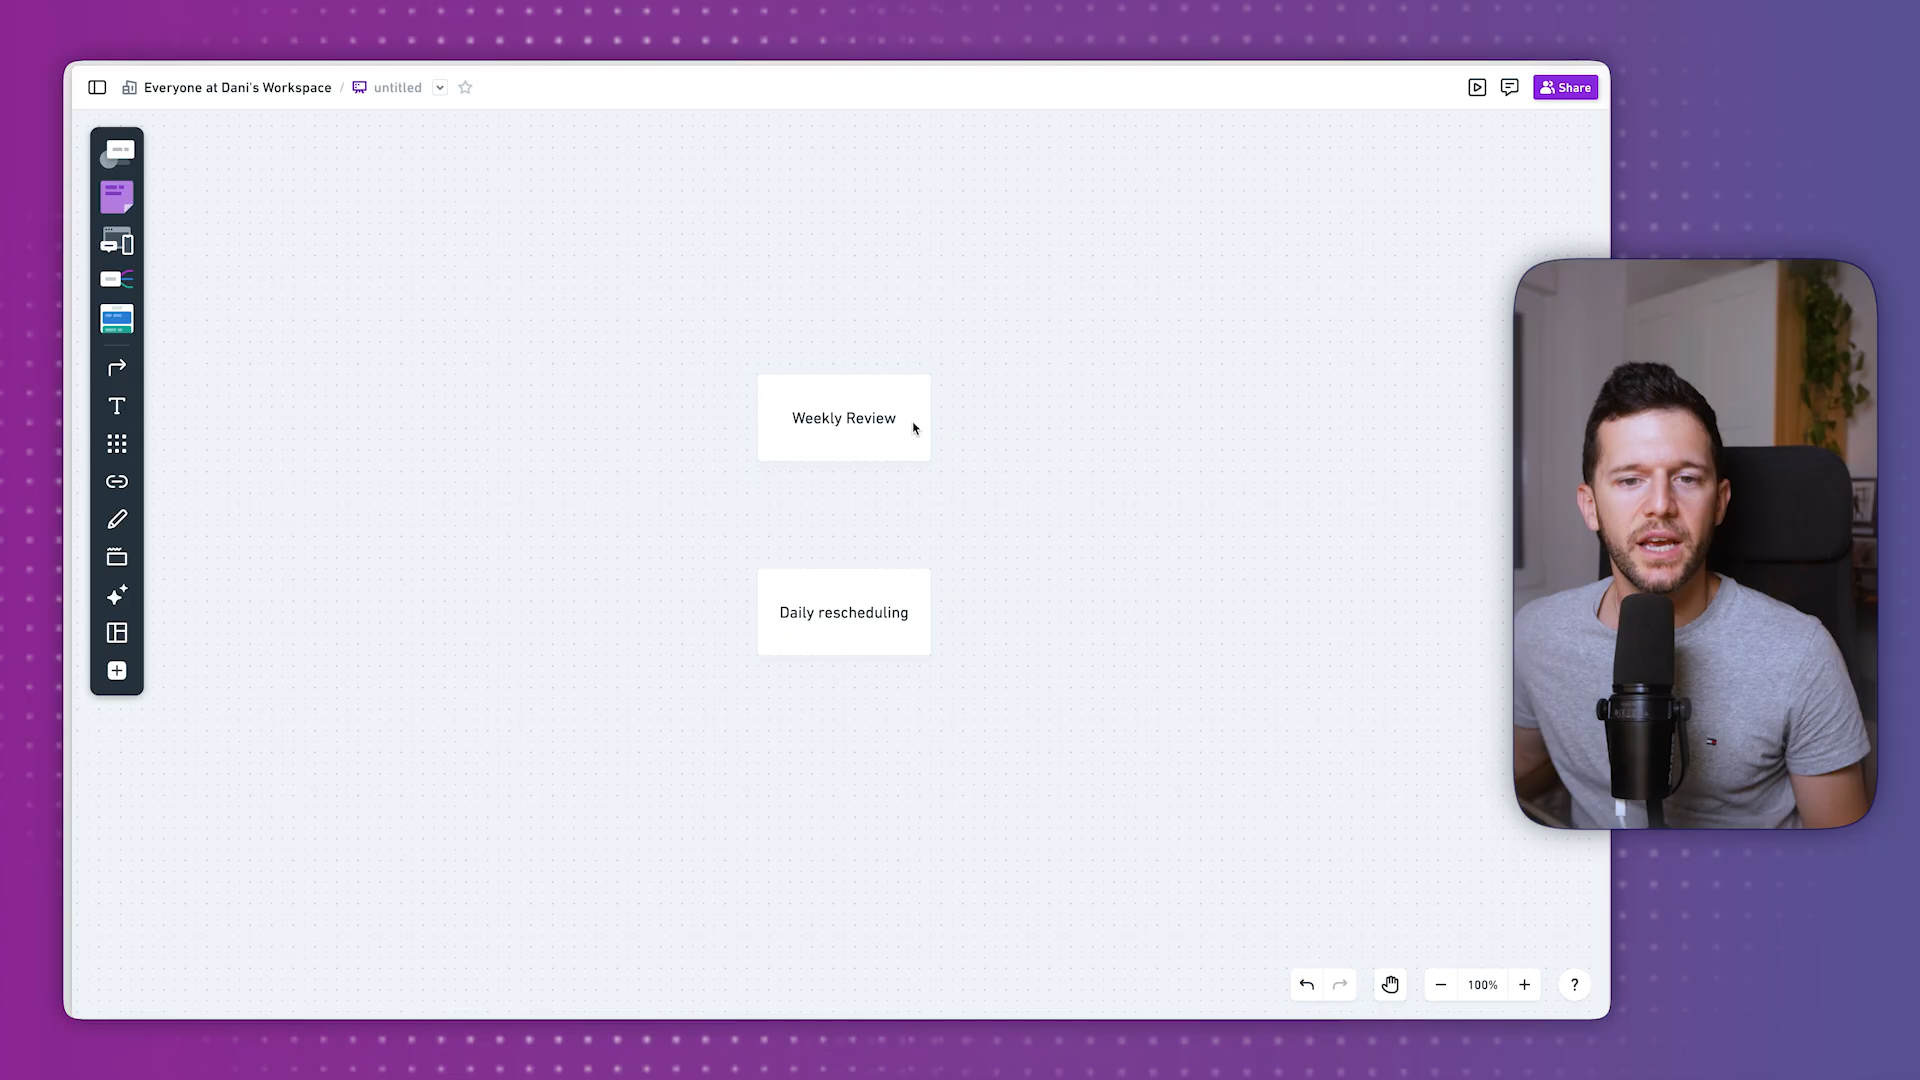 Everyone at Dani's Workspace / untitled
Share
Weekly Review
Daily rescheduling
100%
?